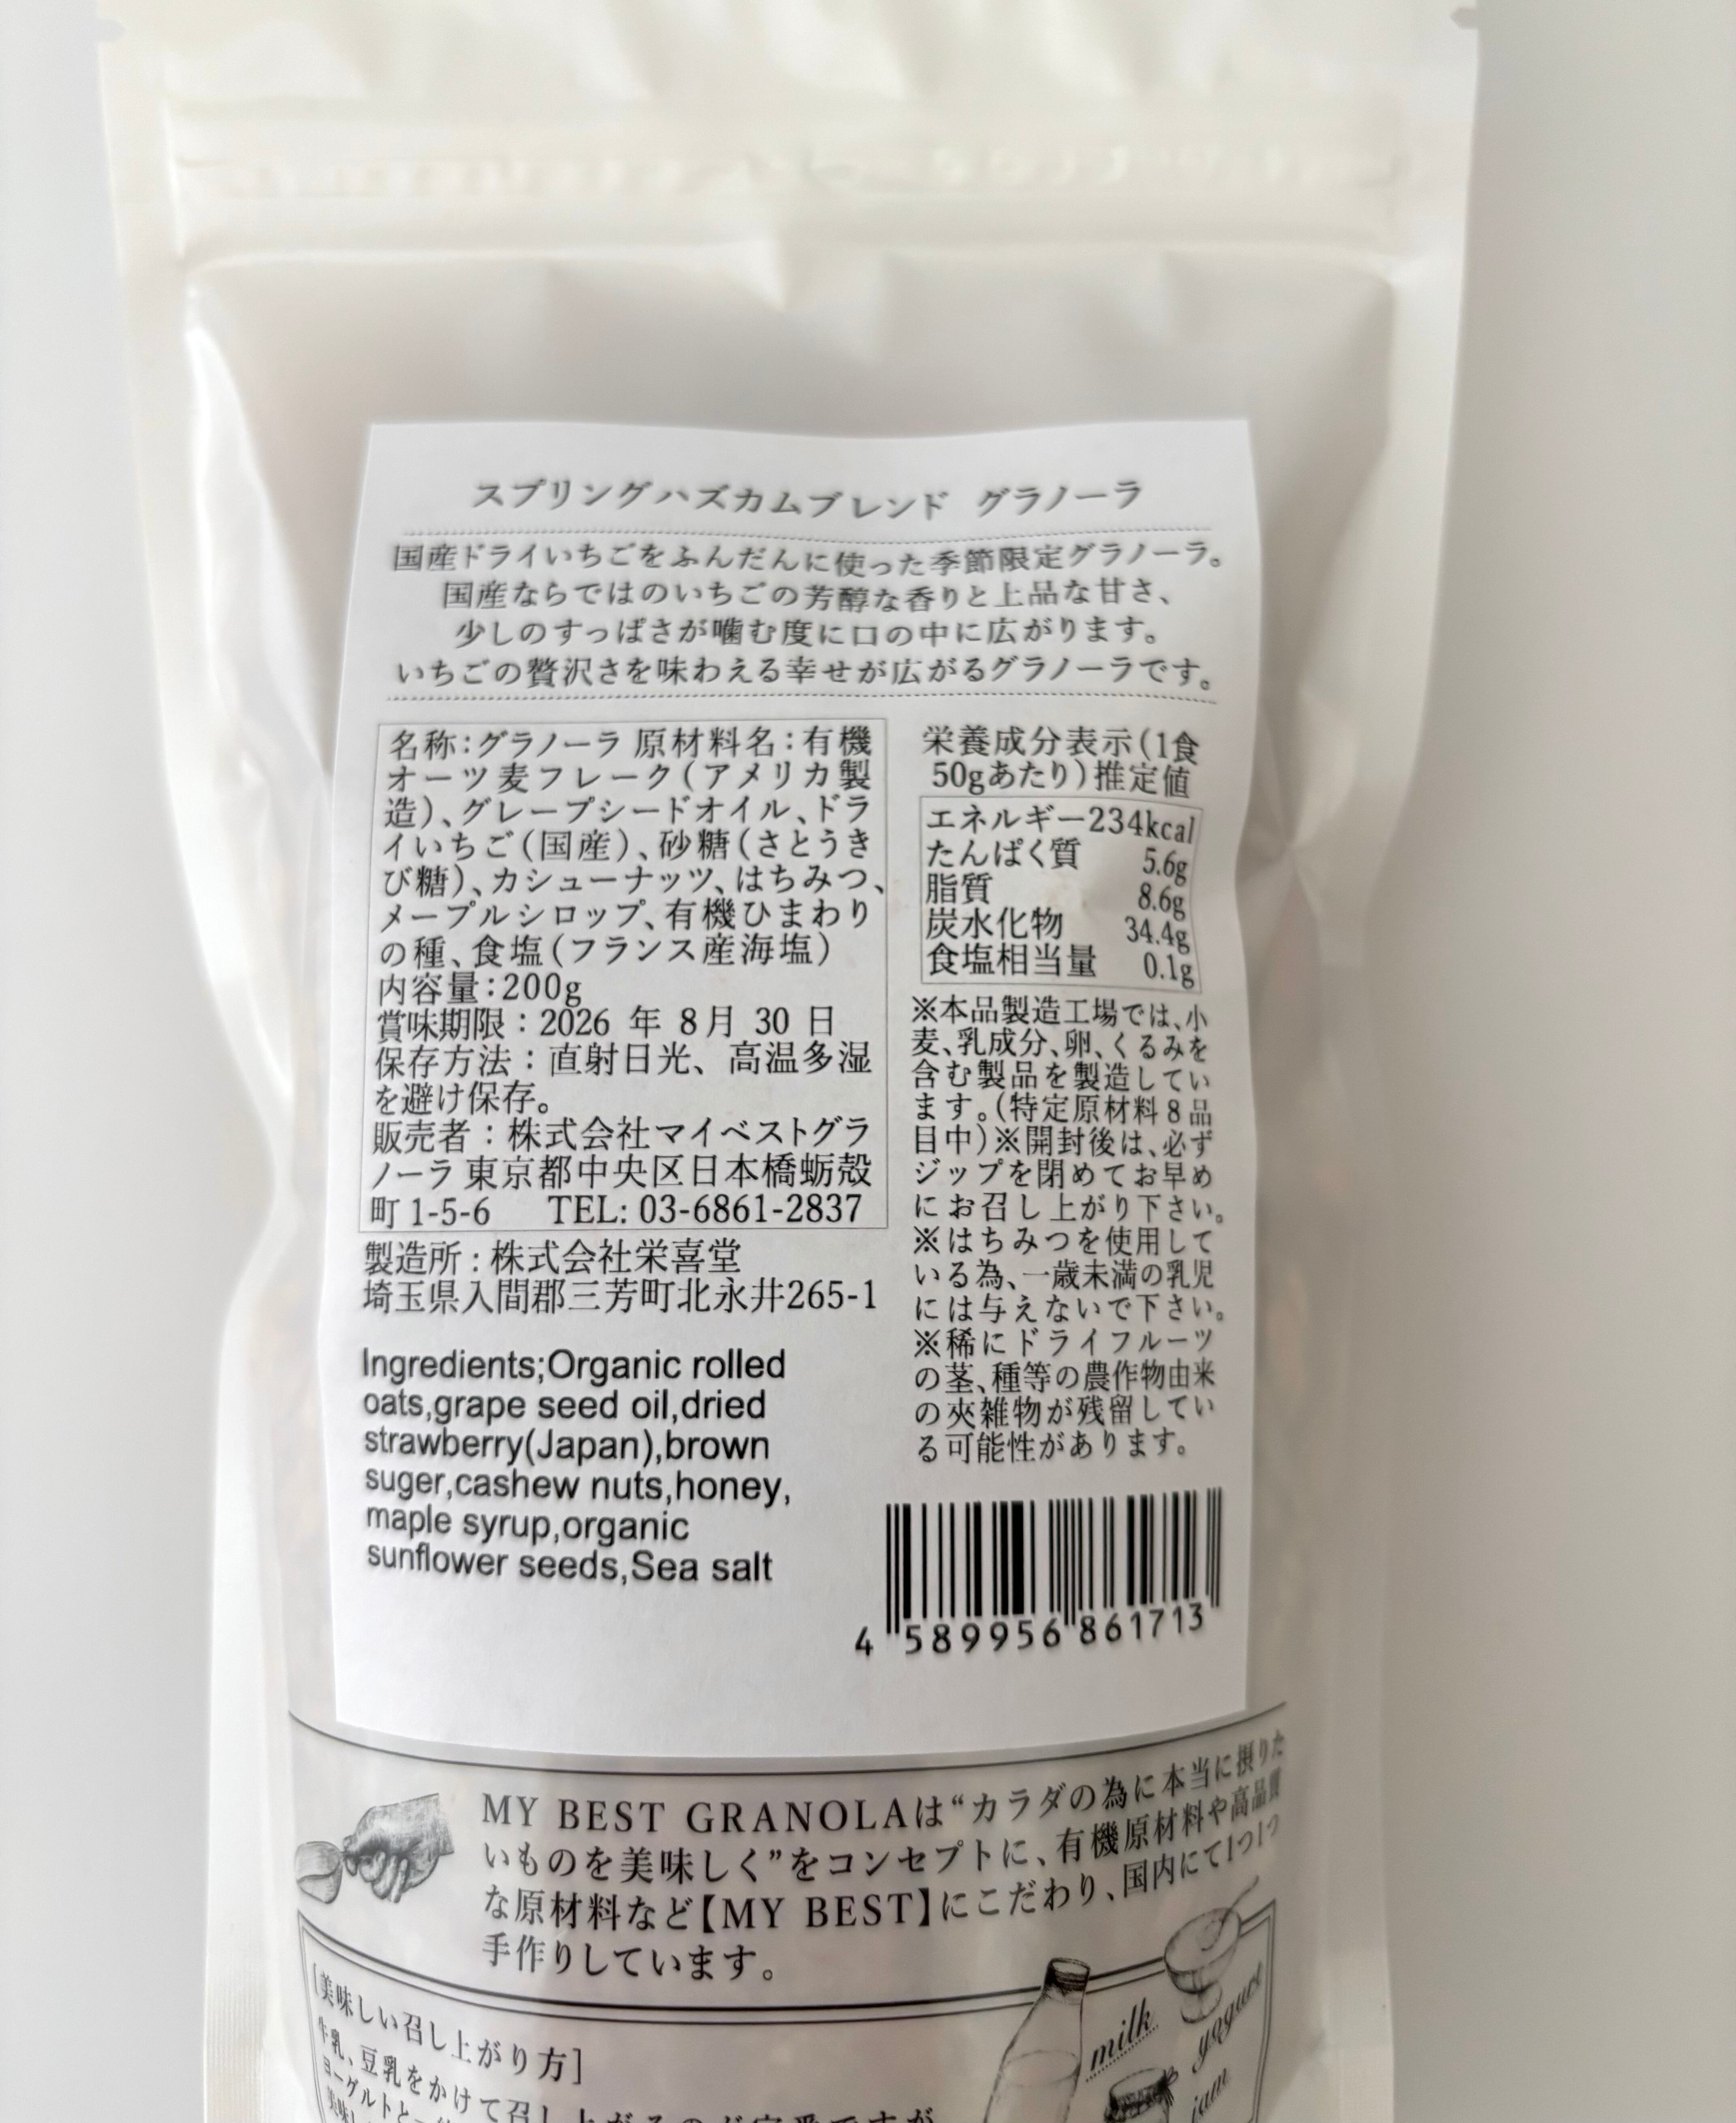 スプリングハズカムブレンド グラノーラ
国産ドライいちごをふんだんに使った季節限定グラノーラ。
国産ならではのいちごの芳醇な香りと上品な甘さ、
少しのすっぱさが噛む度に口の中に広がります。
いちごの贅沢さを味わえる幸せが広がるグラノーラです。
名称：グラノーラ 原材料名：有機
オーツ麦フレーク（アメリカ製
造）、グレープシードオイル、ドラ
イいちご（国産）、砂糖（さとうき
び糖）、カシューナッツ、はちみつ、
メープルシロップ、有機ひまわり
の種、食塩（フランス産海塩）
内容量：200g
賞味期限：2026 年 8月 30 日
保存方法：直射日光、高温多湿
を避け保存。
販売者：株式会社マイベストグラ
ノーラ 東京都中央区日本橋蛎殻
町 1-5-6 TEL: 03-6861-2837
製造所：株式会社栄喜堂
埼玉県入間郡三芳町北永井265-1
Ingredients;Organic rolled
oats,grape seed oil,dried
strawberry(Japan),brown
suger,cashew nuts,honey,
maple syrup,organic
sunflower seeds,Sea salt
栄養成分表示（1食
50gあたり）推定値
エネルギー234kcal
たんぱく質 5.6g
脂質 8.6g
炭水化物 34.4g
食塩相当量 0.1g
※本品製造工場では、小
麦、乳成分、卵、くるみを
含む製品を製造してい
ます。（特定原材料 8 品
目中）※開封後は、必ず
ジップを閉めてお早め
にお召し上がり下さい。
※はちみつを使用して
いる為、一歳未満の乳児
には与えないで下さい。
※稀にドライフルーツ
の茎、種等の農作物由来
の夾雑物が残留してい
る可能性があります。
4 589956 861713
MY BEST GRANOLAは“カラダの為に本当に摂りた
いものを美味しく”をコンセプトに、有機原材料や高品質
な原材料など【MY BEST】にこだわり、国内にて1つ1つ
手作りしています。
[美味しい召し上がり方]
牛乳、豆乳をかけて召し上がるのが定番ですが
ヨーグルトと一
美味し
milk
yogurt
jam